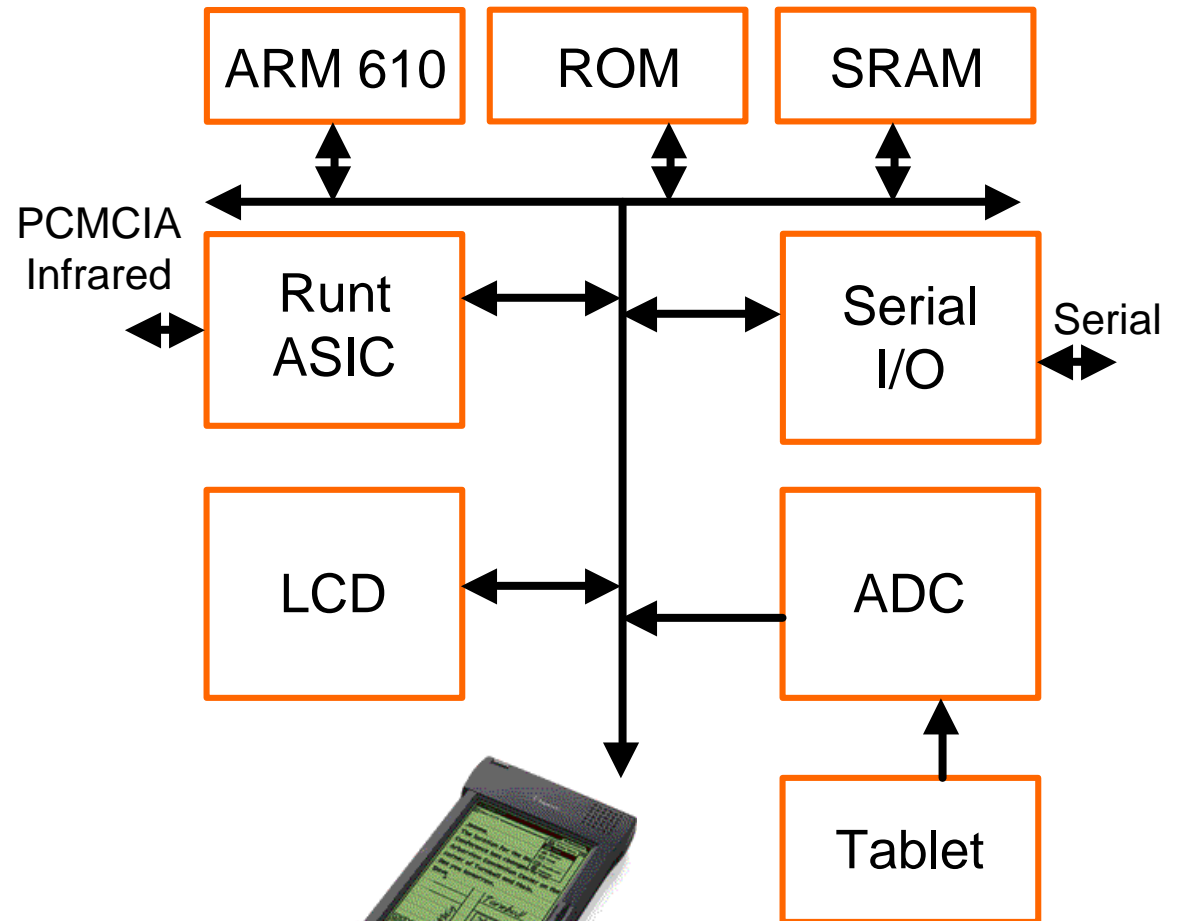 ARM 610
ROM
SRAM
PCMCIA
Infrared
Runt
ASIC
Serial
I/O
Serial
LCD
ADC
Tablet